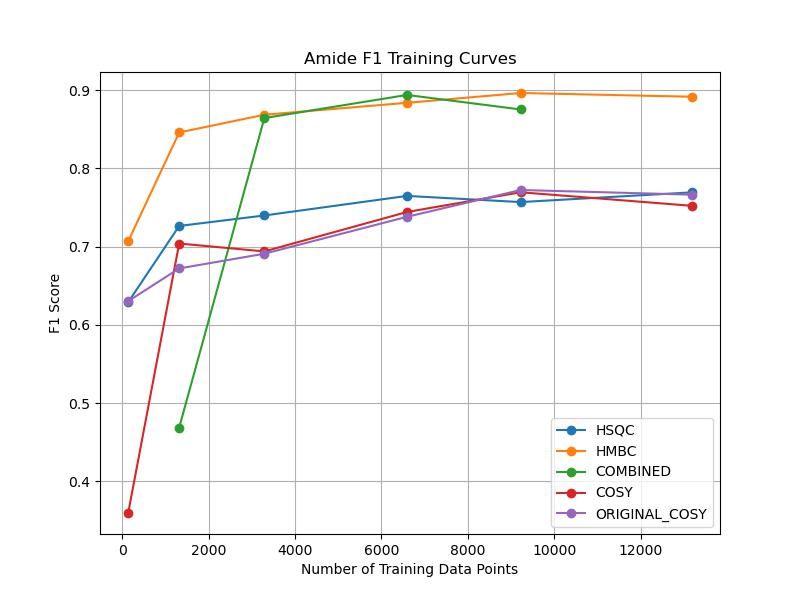 Amide F1 Training Curves
F1 Score
0.9
0.8
0.7
0.6
0.5
0.4
HSQC
HMBC
COMBINED
COSY
ORIGINAL_COSY
0 2000 4000 6000 8000 10000 12000
Number of Training Data Points